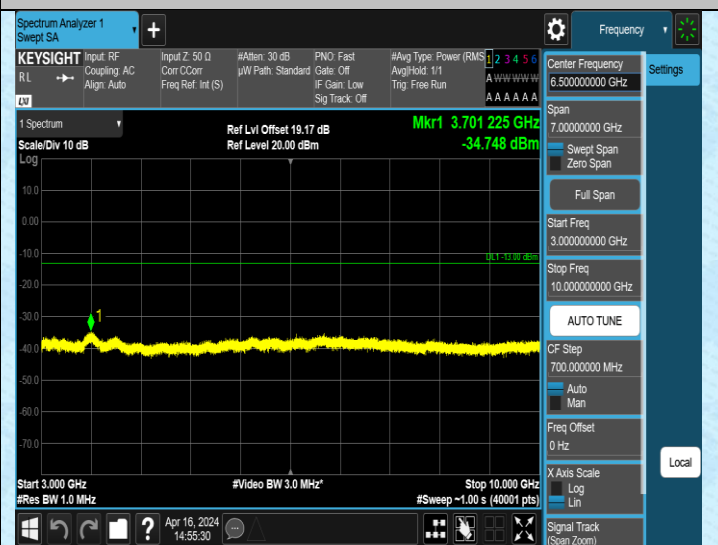 Spectrum Analyzer 1
Swept SA
+
Frequency
KEYSIGHT
RL
LXI
Input: RF
Coupling: AC
Align: Auto
Input Z: 50 Ω
Corr CCorr
Freq Ref: Int (S)
#Atten: 30 dB
µW Path: Standard
PNO: Fast
Gate: Off
IF Gain: Low
Sig Track: Off
#Avg Type: Power (RMS
Avg|Hold: 1/1
Trig: Free Run
1 2 3 4 5 6
A W W W W W
A A A A A A
1 Spectrum
Scale/Div 10 dB
Ref Lvl Offset 19.17 dB
Ref Level 20.00 dBm
Mkr1 3.701 225 GHz
-34.748 dBm
Log
10.0
0.00
-10.0
-20.0
-30.0
-40.0
-50.0
-60.0
-70.0
DL1 -13.00 dBm
1
Start 3.000 GHz
#Res BW 1.0 MHz
#Video BW 3.0 MHz*
Stop 10.000 GHz
#Sweep ~1.00 s (40001 pts)
?
Apr 16, 2024
14:55:30
Center Frequency
6.500000000 GHz
Settings
Span
7.00000000 GHz
Swept Span
Zero Span
Full Span
Start Freq
3.000000000 GHz
Stop Freq
10.000000000 GHz
AUTO TUNE
CF Step
700.000000 MHz
Auto
Man
Freq Offset
0 Hz
Local
X Axis Scale
Log
Lin
Signal Track
(Span Zoom)